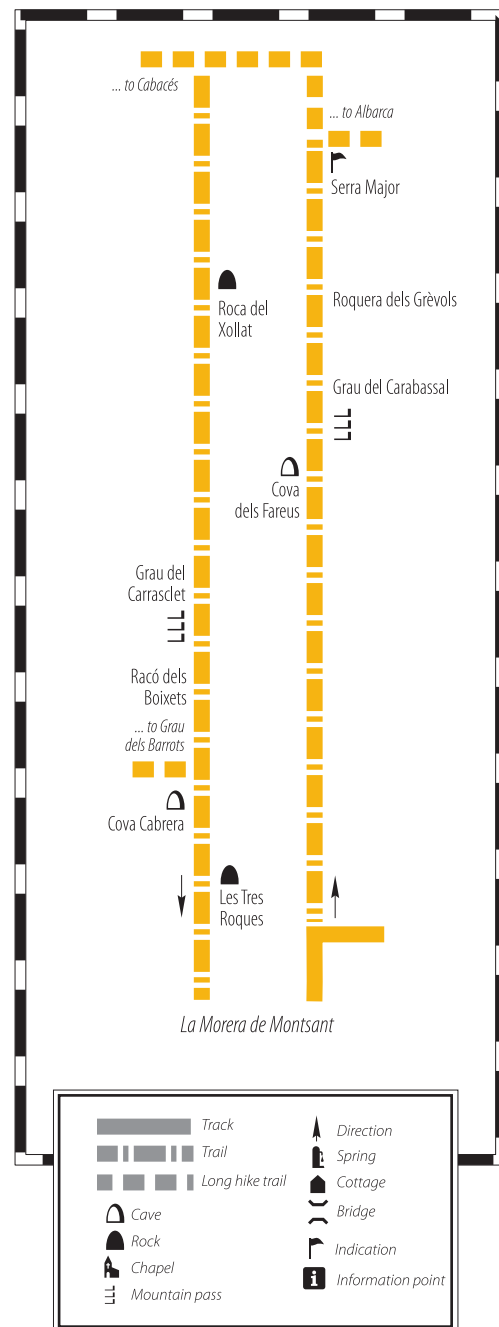 ... to Cabacés
... to Albarca
Serra Major
Roca del
Xollat
Roquera dels Grèvols
Grau del Carabassal
Cova
dels Fareus
Grau del
Carrasclet
Racó dels
Boixets
... to Grau
dels Barrots
Cova Cabrera
Les Tres
Roques
La Morera de Montsant
Track
Trail
Long hike trail
Cave
Rock
Chapel
Mountain pass
Direction
Spring
Cottage
Bridge
Indication
i Information point